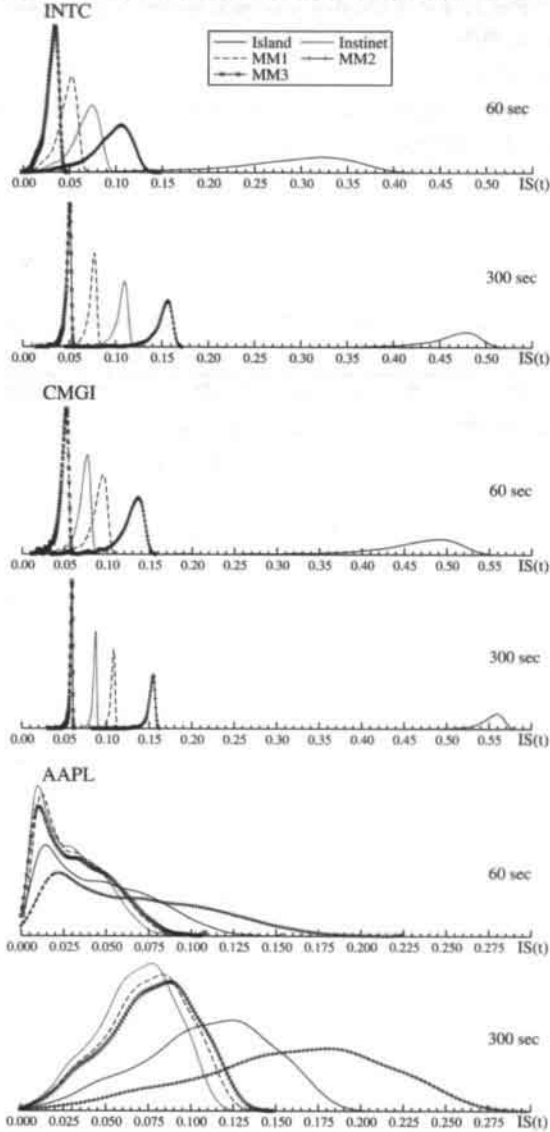 INTC
Island Instinet
MM1 MM2
MM3
60 sec
0.00 0.05 0.10 0.15 0.20 0.25 0.30 0.35 0.40 0.45 0.50 IS(t)
300 sec
0.00 0.05 0.10 0.15 0.20 0.25 0.30 0.35 0.40 0.45 0.50 IS(t)
CMGI
60 sec
0.00 0.05 0.10 0.15 0.20 0.25 0.30 0.35 0.40 0.45 0.50 0.55 IS(t)
300 sec
0.00 0.05 0.10 0.15 0.20 0.25 0.30 0.35 0.40 0.45 0.50 0.55 IS(t)
AAPL
60 sec
0.000 0.025 0.050 0.075 0.100 0.125 0.150 0.175 0.200 0.225 0.250 0.275 IS(t)
300 sec
0.000 0.025 0.050 0.075 0.100 0.125 0.150 0.175 0.200 0.225 0.250 0.275 IS(t)